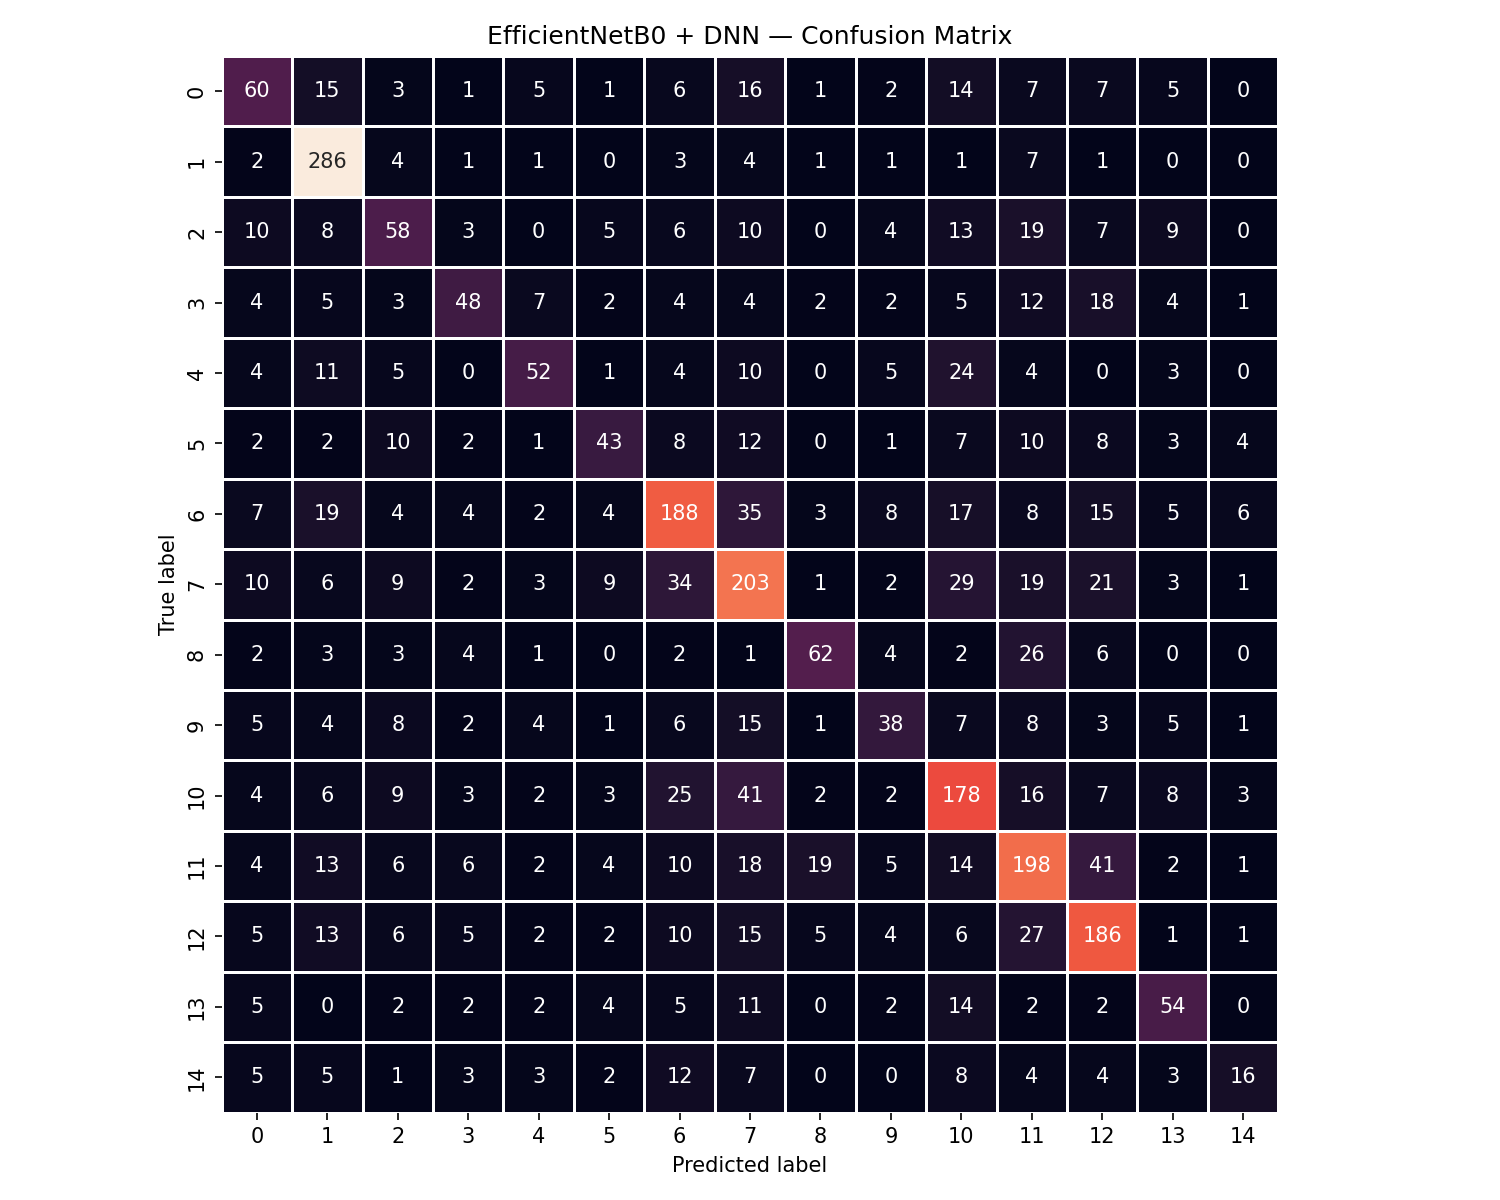 EfficientNetB0 + DNN — Confusion Matrix
0 60 15 3 1 5 1 6 16 1 2 14 7 7 5 0
1 2 286 4 1 1 0 3 4 1 1 1 7 1 0 0
2 10 8 58 3 0 5 6 10 0 4 13 19 7 9 0
3 4 5 3 48 7 2 4 4 2 2 5 12 18 4 1
4 4 11 5 0 52 1 4 10 0 5 24 4 0 3 0
5 2 2 10 2 1 43 8 12 0 1 7 10 8 3 4
6 7 19 4 4 2 4 188 35 3 8 17 8 15 5 6
7 10 6 9 2 3 9 34 203 1 2 29 19 21 3 1
8 2 3 3 4 1 0 2 1 62 4 2 26 6 0 0
9 5 4 8 2 4 1 6 15 1 38 7 8 3 5 1
10 4 6 9 3 2 3 25 41 2 2 178 16 7 8 3
11 4 13 6 6 2 4 10 18 19 5 14 198 41 2 1
12 5 13 6 5 2 2 10 15 5 4 6 27 186 1 1
13 5 0 2 2 2 4 5 11 0 2 14 2 2 54 0
14 5 5 1 3 3 2 12 7 0 0 8 4 4 3 16
0 1 2 3 4 5 6 7 8 9 10 11 12 13 14
Predicted label
True label